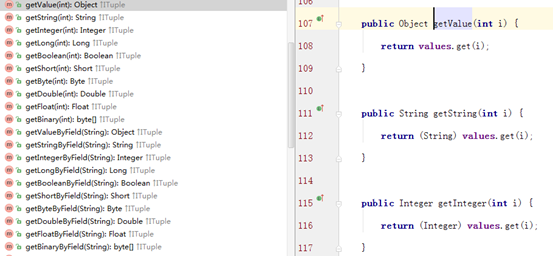 getValue(int): Object ↑ITuple
getString(int): String ↑ITuple
getInteger(int): Integer ↑ITuple
getLong(int): Long ↑ITuple
getBoolean(int): Boolean ↑ITuple
getShort(int): Short ↑ITuple
getByte(int): Byte ↑ITuple
getDouble(int): Double ↑ITuple
getFloat(int): Float ↑ITuple
getBinary(int): byte[] ↑ITuple
getValueByField(String): Object ↑ITuple
getStringByField(String): String ↑ITuple
getIntegerByField(String): Integer ↑ITuple
getLongByField(String): Long ↑ITuple
getBooleanByField(String): Boolean ↑ITuple
getShortByField(String): Short ↑ITuple
getByteByField(String): Byte ↑ITuple
getDoubleByField(String): Double ↑ITuple
getFloatByField(String): Float ↑ITuple
getBinaryByField(String): byte[] ↑ITuple
106
107 public Object getValue(int i) {
108 return values.get(i);
109 }
110
111 public String getString(int i) {
112 return (String) values.get(i);
113 }
114
115 public Integer getInteger(int i) {
116 return (Integer) values.get(i);
117 }